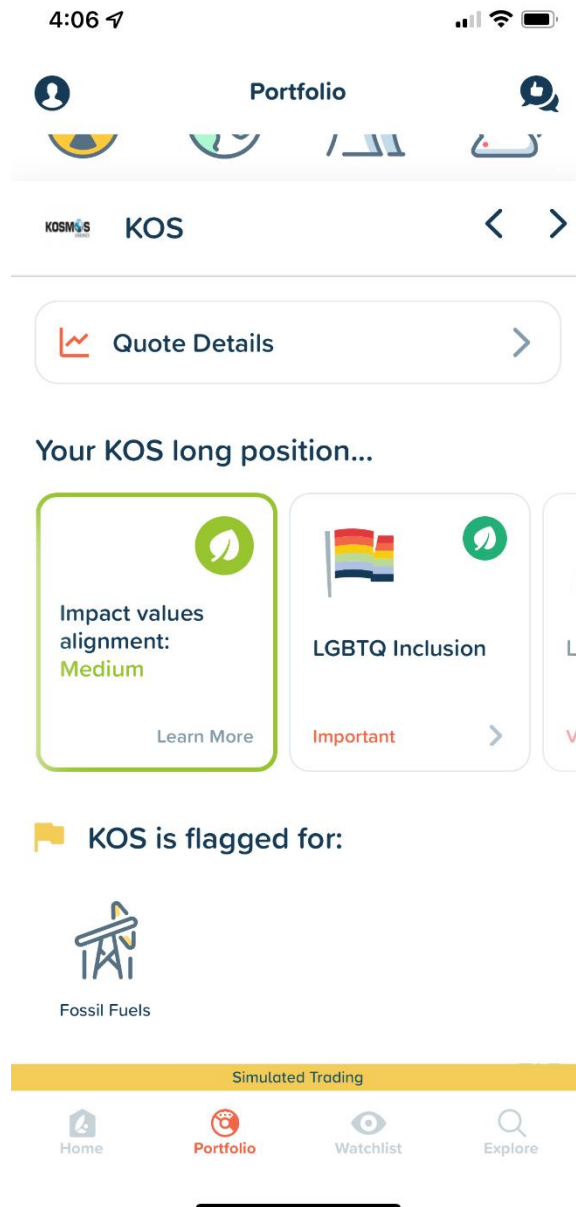 4:06
Portfolio
KOSMOS
KOS
Quote Details
Your KOS long position...
Impact values
alignment:
Medium
Learn More
LGBTQ Inclusion
Important
L
V
KOS is flagged for:
Fossil Fuels
Simulated Trading
Home
Portfolio
Watchlist
Explore